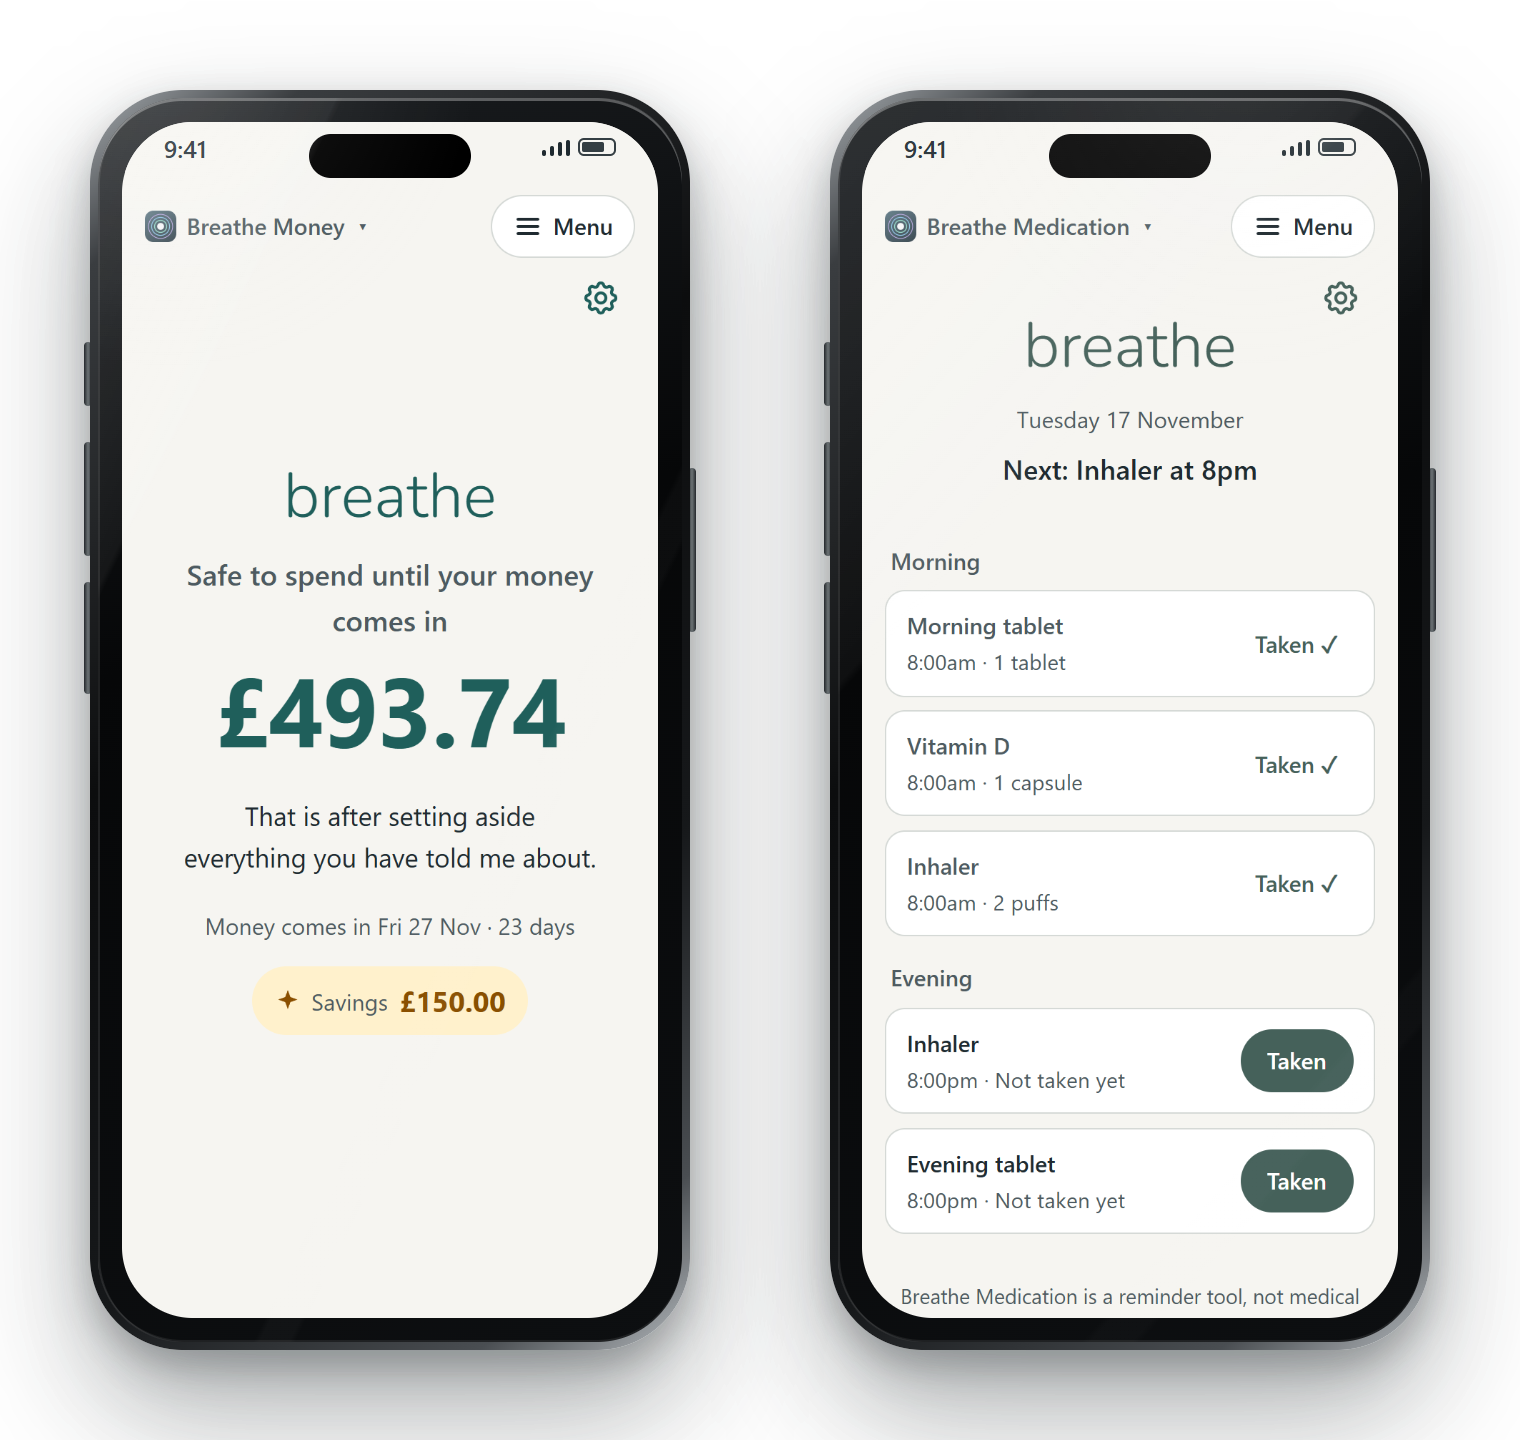 9:41
Breathe Money ▾
Menu
breathe
Safe to spend until your money
comes in
£493.74
That is after setting aside
everything you have told me about.
Money comes in Fri 27 Nov · 23 days
✦ Savings £150.00
9:41
Breathe Medication ▾
Menu
breathe
Tuesday 17 November
Next: Inhaler at 8pm
Morning
Morning tablet
8:00am · 1 tablet
Taken ✓
Vitamin D
8:00am · 1 capsule
Taken ✓
Inhaler
8:00am · 2 puffs
Taken ✓
Evening
Inhaler
8:00pm · Not taken yet
Taken
Evening tablet
8:00pm · Not taken yet
Taken
Breathe Medication is a reminder tool, not medical